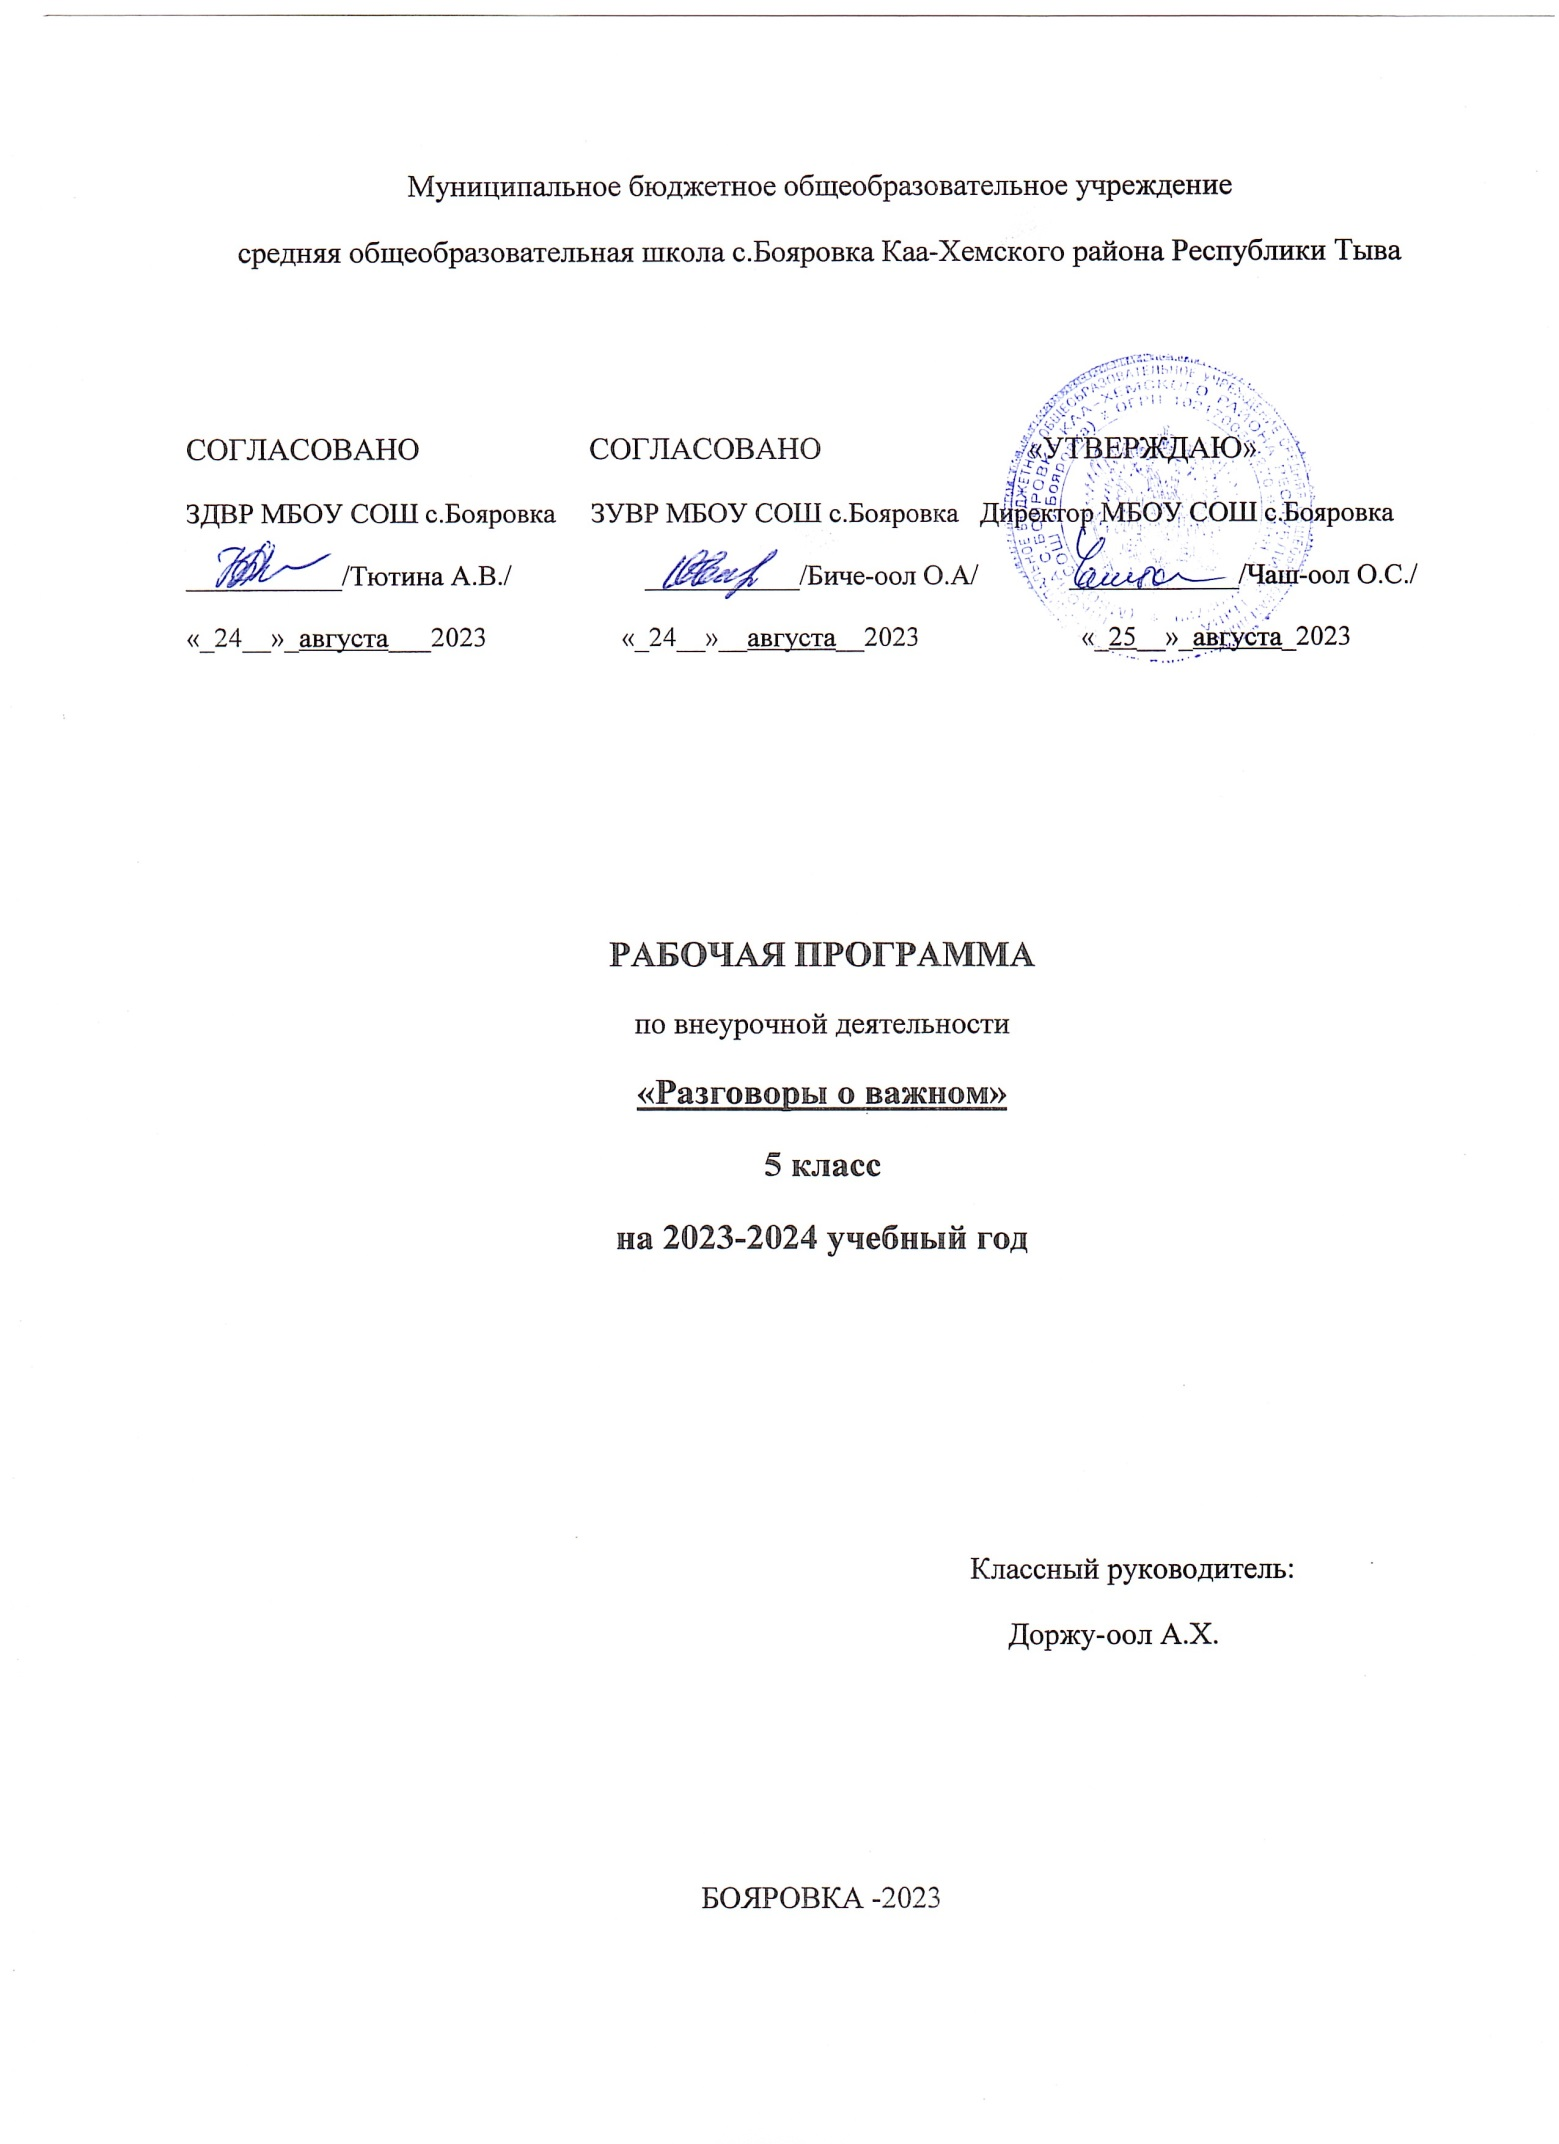 Муниципальное бюджетное общеобразовательное учреждение
средняя общеобразовательная школа с.Бояровка Каа-Хемского района Республики Тыва
СОГЛАСОВАНО СОГЛАСОВАНО «УТВЕРЖДАЮ»
ЗДВР МБОУ СОШ с.Бояровка ЗУВР МБОУ СОШ с.Бояровка Директор МБОУ СОШ с.Бояровка
___________/Тютина А.В./ ___________/Биче-оол О.А/ ____________/Чаш-оол О.С./
«_24__»_августа___2023 «_24__»__августа__2023 «_25__»_августа_2023
РАБОЧАЯ ПРОГРАММА
по внеурочной деятельности
«Разговоры о важном»
5 класс
на 2023-2024 учебный год
Классный руководитель:
Доржу-оол А.Х.
БОЯРОВКА -2023